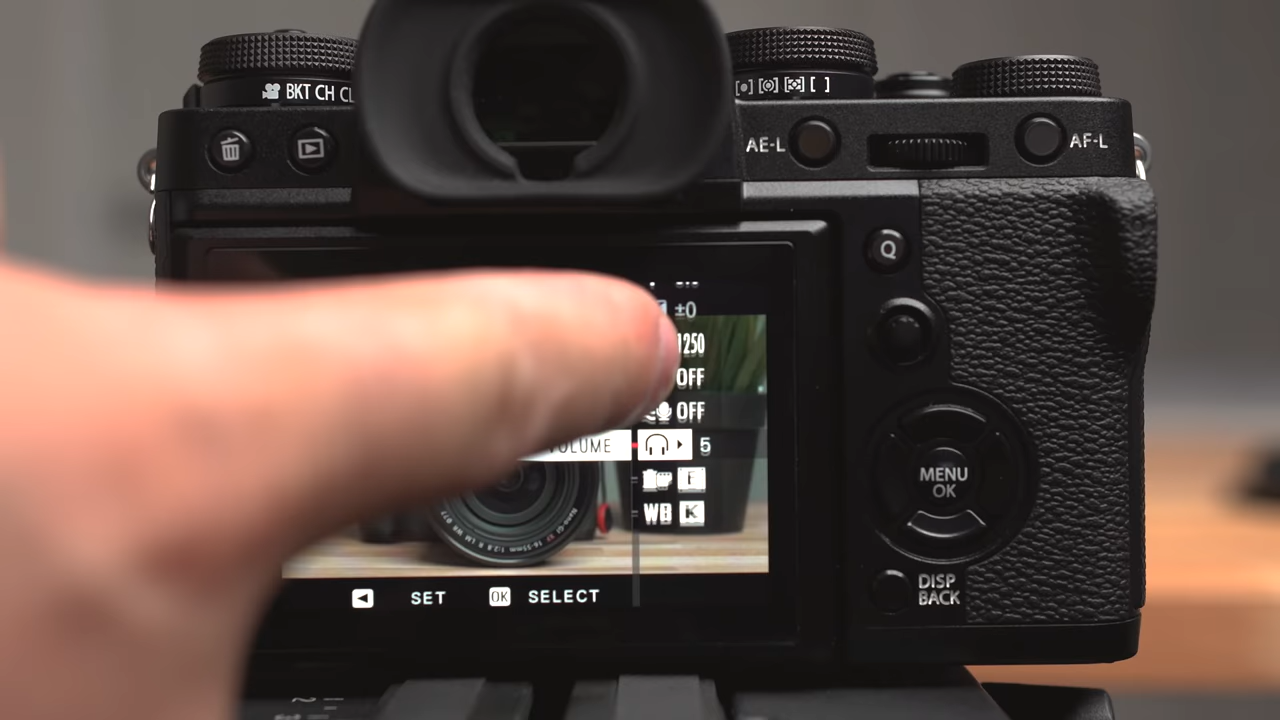 BKT CH CL
AE-L
AF-L
Q
±0
1250
OFF
OFF
VOLUME
5
F
WB K
MENU
OK
SET
OK SELECT
DISP
BACK